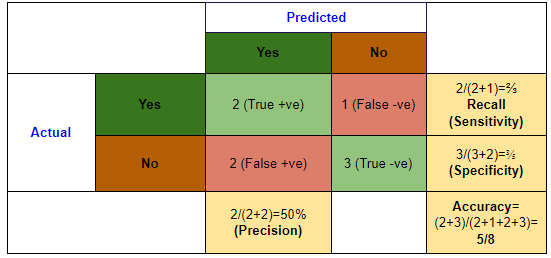 Predicted
Yes No
Actual
Yes 2 (True +ve) 1 (False -ve) 2/(2+1)=⅔
Recall
(Sensitivity)
No 2 (False +ve) 3 (True -ve) 3/(3+2)=⅗
(Specificity)
2/(2+2)=50%
(Precision)
Accuracy=
(2+3)/(2+1+2+3)=
5/8